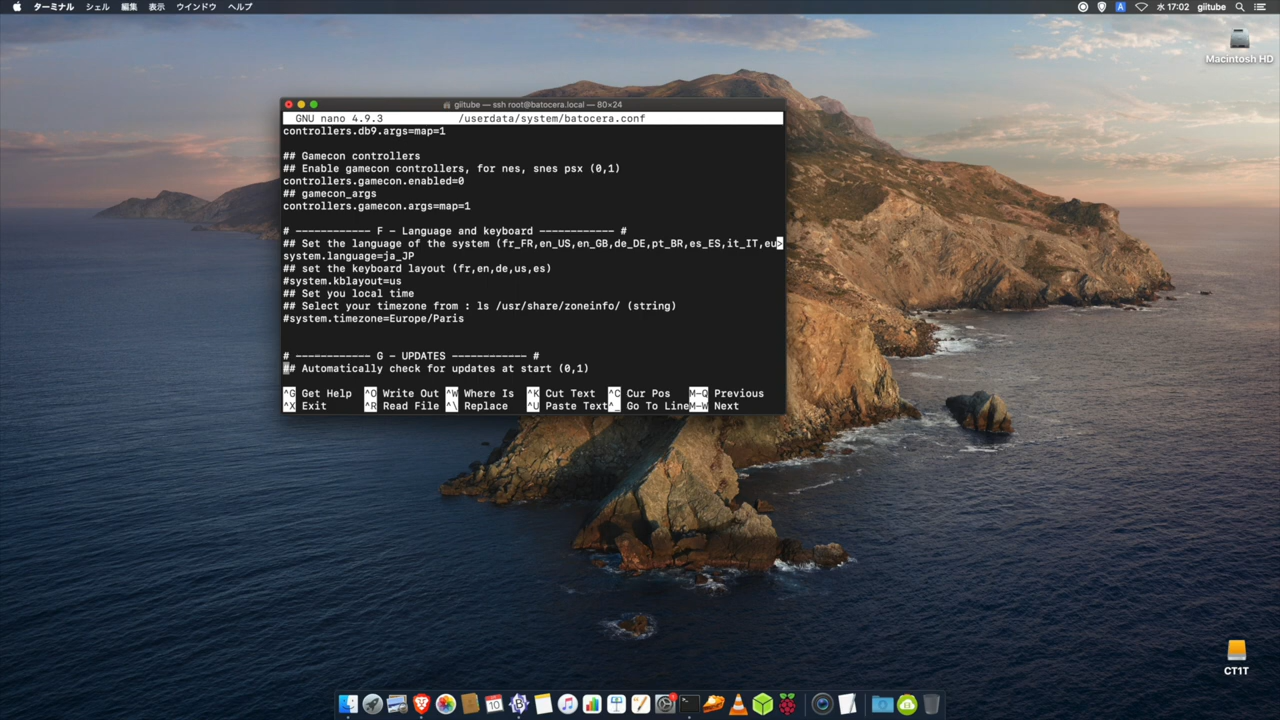 ターミナル シェル 編集 表示 ウインドウ ヘルプ
A 水 17:02 giitube
Macintosh HD
giitube — ssh root@batocera.local — 80×24
GNU nano 4.9.3 /userdata/system/batocera.conf
controllers.db9.args=map=1
## Gamecon controllers
## Enable gamecon controllers, for nes, snes psx (0,1)
controllers.gamecon.enabled=0
## gamecon_args
controllers.gamecon.args=map=1
# ------------ F - Language and keyboard ------------ #
## Set the language of the system (fr_FR,en_US,en_GB,de_DE,pt_BR,es_ES,it_IT,eu>
system.language=ja_JP
## set the keyboard layout (fr,en,de,us,es)
#system.kblayout=us
## Set you local time
## Select your timezone from : ls /usr/share/zoneinfo/ (string)
#system.timezone=Europe/Paris
# ------------ G - UPDATES ------------ #
## Automatically check for updates at start (0,1)
^G Get Help ^O Write Out ^W Where Is ^K Cut Text ^C Cur Pos M-Q Previous
^X Exit ^R Read File ^\ Replace ^U Paste Text ^_ Go To Line M-W Next
CT1T
10